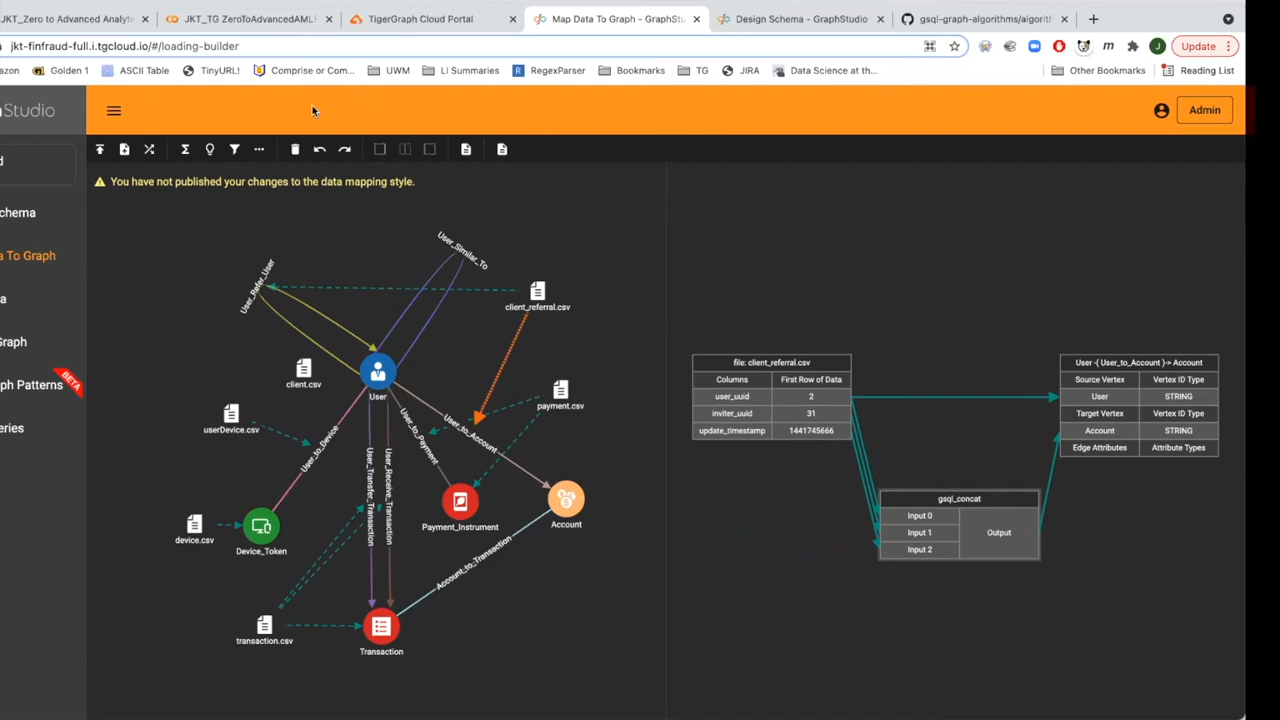 JKT_Zero to Advanced Analyti
JKT_TG ZeroToAdvancedAML
TigerGraph Cloud Portal
Map Data To Graph - GraphStu
Design Schema - GraphStudio
gsql-graph-algorithms/algorith
jkt-finfraud-full.i.tgcloud.io/#/loading-builder
m
J
Update
azon
Golden 1
ASCII Table
TinyURL!
Comprise or Com...
UWM
LI Summaries
R
RegexParser
Bookmarks
TG
JIRA
Data Science at th...
Other Bookmarks
Reading List
Studio
Admin
d
You have not published your changes to the data mapping style.
chema
a To Graph
a
Graph
ph Patterns
BETA
eries
User_Similar_To
User_Refer_User
client_referral.csv
client.csv
User
payment.csv
userDevice.csv
User_to_Device
User_to_Payment
User_to_Account
User_Transfer_Transaction
User_Receive_Transaction
device.csv
Device_Token
Payment_Instrument
Account
Account_to_Transaction
transaction.csv
Transaction
file: client_referral.csv
Columns First Row of Data
user_uuid 2
inviter_uuid 31
update_timestamp 1441745666
User -( User_to_Account )-> Account
Source Vertex Vertex ID Type
User STRING
Target Vertex Vertex ID Type
Account STRING
Edge Attributes Attribute Types
gsql_concat
Input 0
Input 1 Output
Input 2